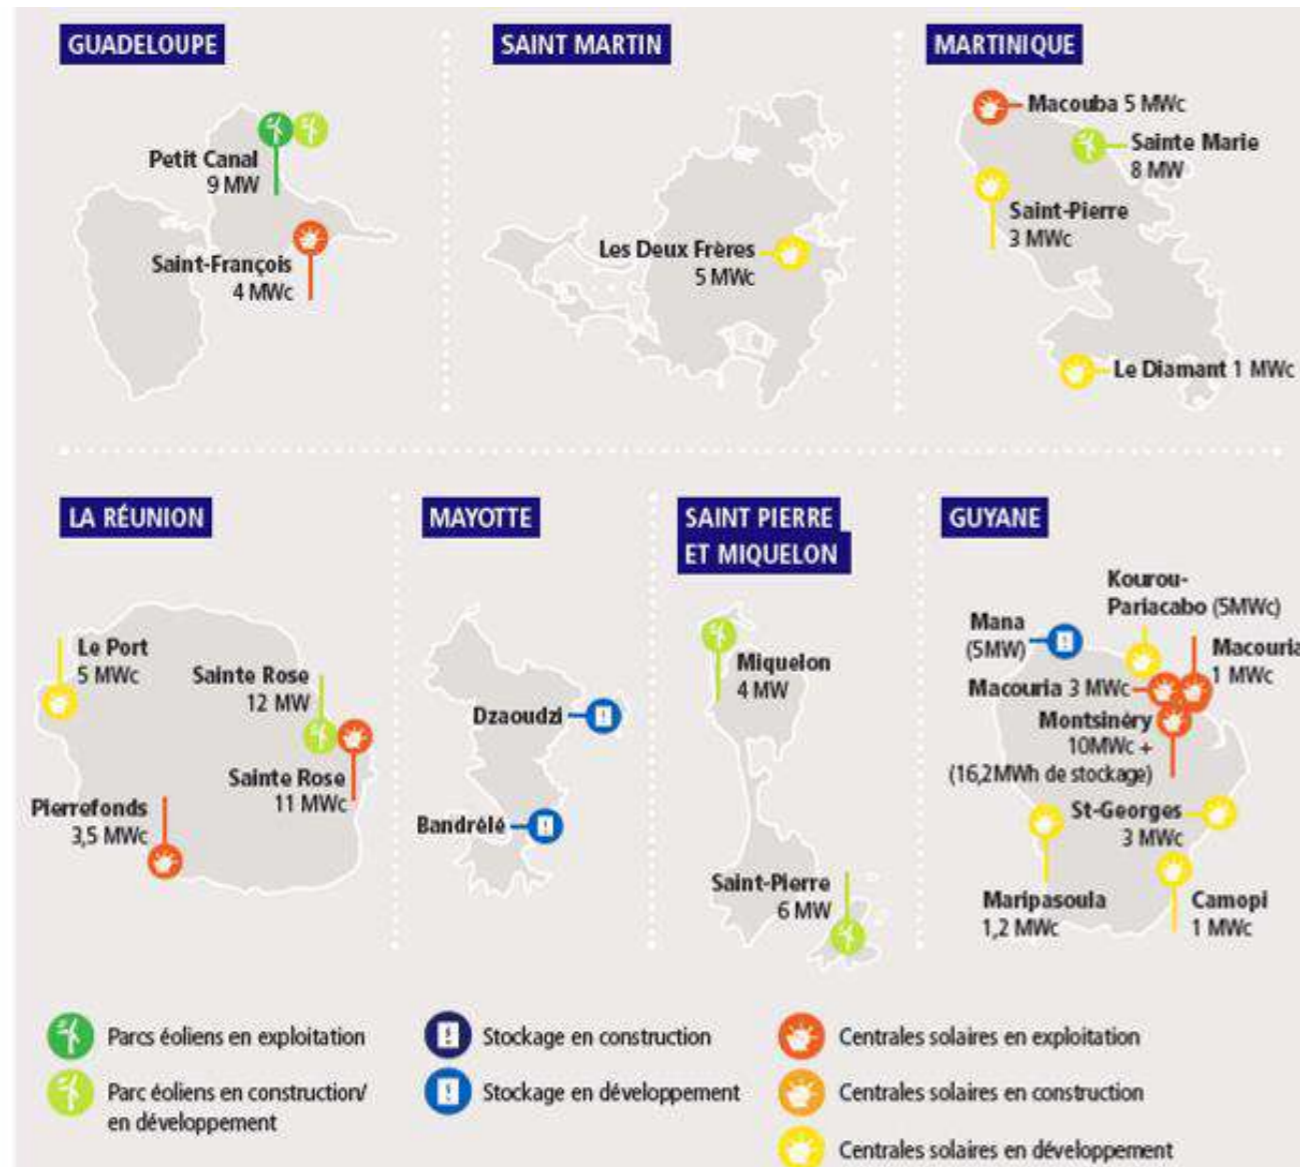 GUADELOUPE
Petit Canal
9 MW
Saint-François
4 MWc
SAINT MARTIN
Les Deux Frères
5 MWc
MARTINIQUE
Macouba 5 MWc
Sainte Marie
8 MW
Saint-Pierre
3 MWc
Le Diamant 1 MWc
LA RÉUNION
Le Port
5 MWc
Sainte Rose
12 MW
Sainte Rose
11 MWc
Pierrefonds
3,5 MWc
MAYOTTE
Dzaoudzi
Bandrélé
SAINT PIERRE
ET MIQUELON
Miquelon
4 MW
Saint-Pierre
6 MW
GUYANE
Kourou-
Pariacabo (5MWc)
Mana
(5MW)
Macouria
1 MWc
Macouria 3 MWc
Montsinéry
10MWc +
(16,2MWh de stockage)
St-Georges
3 MWc
Maripasoula
1,2 MWc
Camopi
1 MWc
Parcs éoliens en exploitation
Parc éoliens en construction/
en développement
Stockage en construction
Stockage en développement
Centrales solaires en exploitation
Centrales solaires en construction
Centrales solaires en développement